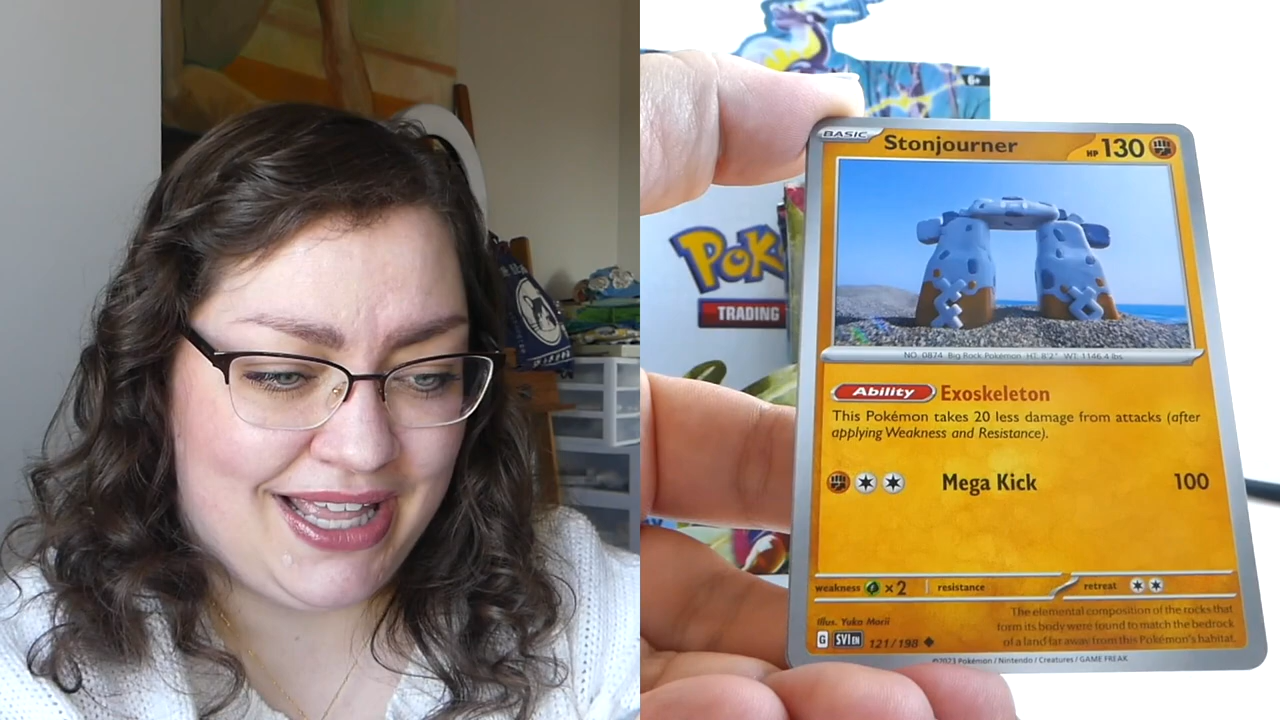 6+
POK
TRADING
BASIC
Stonjourner
HP 130
NO. 0874 Big Rock Pokémon HT: 8'2" WT: 1146.4 lbs
Ability Exoskeleton
This Pokémon takes 20 less damage from attacks (after
applying Weakness and Resistance).
Mega Kick 100
weakness ×2 resistance retreat
Illus. Yuka Morii
The elemental composition of the rocks that
form its body were found to match the bedrock
of a land far away from this Pokémon's habitat.
G SVI EN 121/198
©2023 Pokémon / Nintendo / Creatures / GAME FREAK